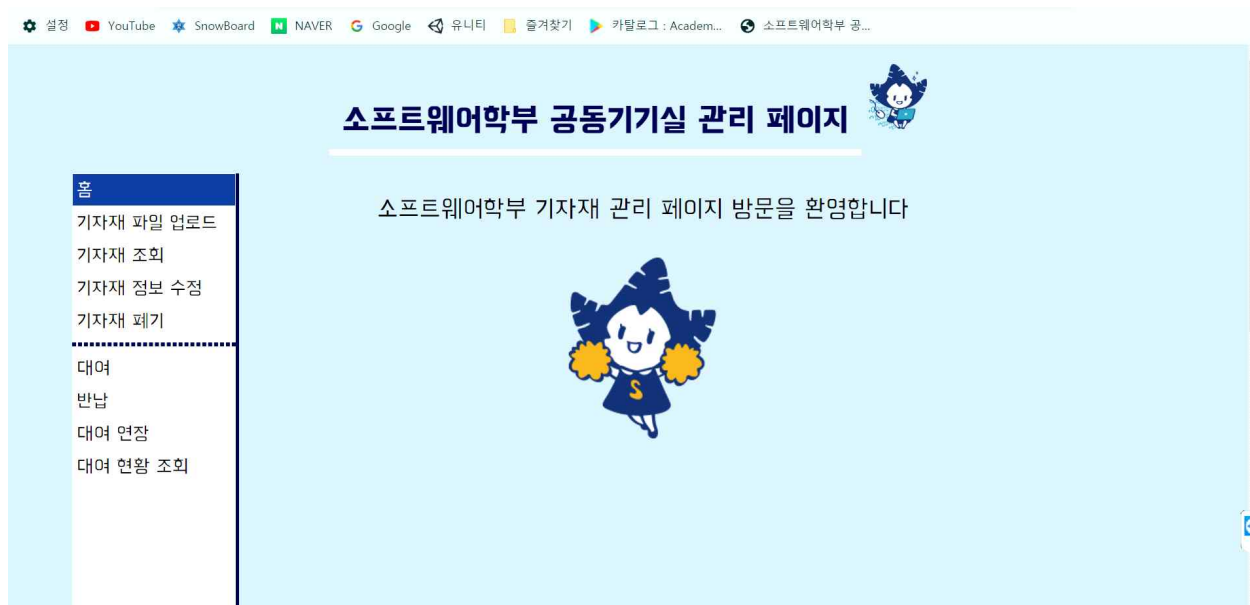 설정 YouTube SnowBoard NAVER Google 유니티 즐겨찾기 카탈로그 : Academ... 소프트웨어학부 공...
소프트웨어학부 공동기기실 관리 페이지
홈
기자재 파일 업로드
기자재 조회
기자재 정보 수정
기자재 폐기
대여
반납
대여 연장
대여 현황 조회
소프트웨어학부 기자재 관리 페이지 방문을 환영합니다
S